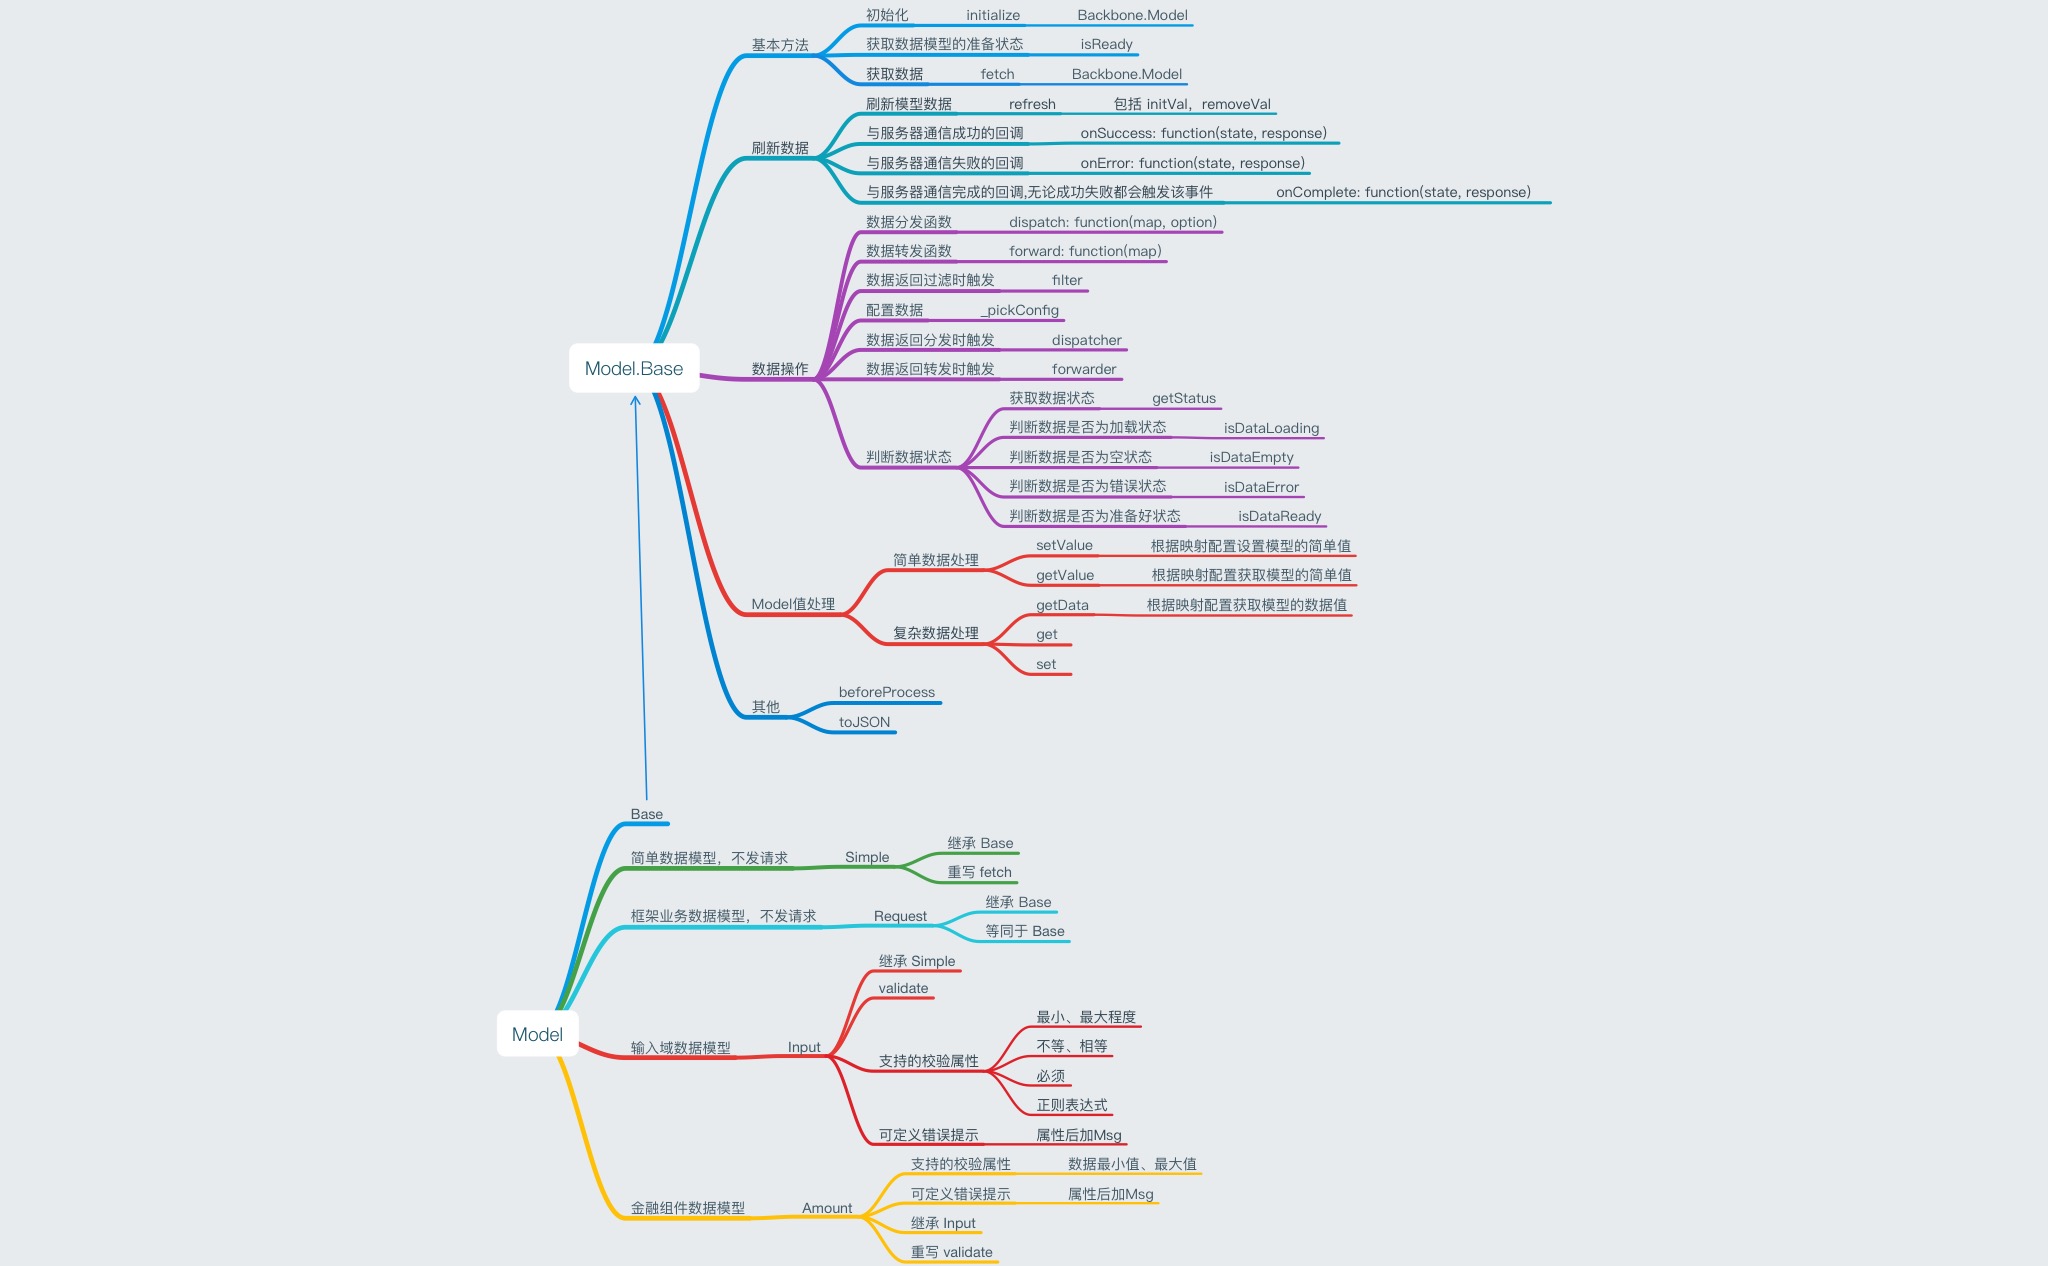 初始化 initialize Backbone.Model
基本方法
获取数据模型的准备状态 isReady
获取数据 fetch Backbone.Model
刷新模型数据 refresh 包括 initVal，removeVal
与服务器通信成功的回调 onSuccess: function(state, response)
刷新数据
与服务器通信失败的回调 onError: function(state, response)
与服务器通信完成的回调,无论成功失败都会触发该事件 onComplete: function(state, response)
数据分发函数 dispatch: function(map, option)
数据转发函数 forward: function(map)
数据返回过滤时触发 filter
配置数据 _pickConfig
数据返回分发时触发 dispatcher
Model.Base
数据操作
数据返回转发时触发 forwarder
获取数据状态 getStatus
判断数据是否为加载状态 isDataLoading
判断数据状态
判断数据是否为空状态 isDataEmpty
判断数据是否为错误状态 isDataError
判断数据是否为准备好状态 isDataReady
setValue 根据映射配置设置模型的简单值
简单数据处理
getValue 根据映射配置获取模型的简单值
Model值处理
getData 根据映射配置获取模型的数据值
复杂数据处理
get
set
beforeProcess
其他
toJSON
Base
继承 Base
简单数据模型，不发请求 Simple
重写 fetch
继承 Base
框架业务数据模型，不发请求 Request
等同于 Base
继承 Simple
validate
最小、最大程度
Model
不等、相等
输入域数据模型 Input
支持的校验属性
必须
正则表达式
可定义错误提示 属性后加Msg
支持的校验属性 数据最小值、最大值
可定义错误提示 属性后加Msg
金融组件数据模型 Amount
继承 Input
重写 validate